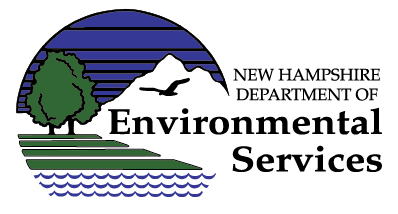 NEW HAMPSHIRE
DEPARTMENT OF
Environmental
Services